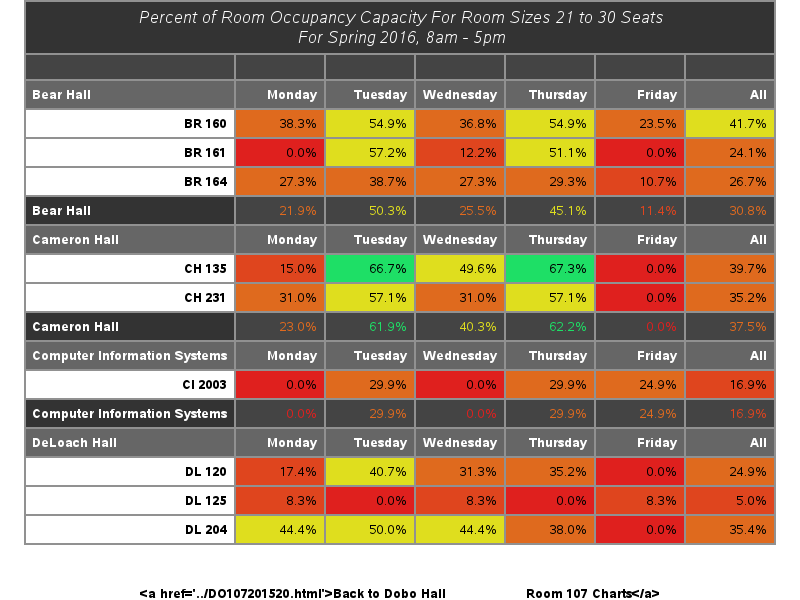 Percent of Room Occupancy Capacity For Room Sizes 21 to 30 Seats
For Spring 2016, 8am - 5pm
Bear Hall Monday Tuesday Wednesday Thursday Friday All
BR 160 38.3% 54.9% 36.8% 54.9% 23.5% 41.7%
BR 161 0.0% 57.2% 12.2% 51.1% 0.0% 24.1%
BR 164 27.3% 38.7% 27.3% 29.3% 10.7% 26.7%
Bear Hall 21.9% 50.3% 25.5% 45.1% 11.4% 30.8%
Cameron Hall Monday Tuesday Wednesday Thursday Friday All
CH 135 15.0% 66.7% 49.6% 67.3% 0.0% 39.7%
CH 231 31.0% 57.1% 31.0% 57.1% 0.0% 35.2%
Cameron Hall 23.0% 61.9% 40.3% 62.2% 0.0% 37.5%
Computer Information Systems Monday Tuesday Wednesday Thursday Friday All
CI 2003 0.0% 29.9% 0.0% 29.9% 24.9% 16.9%
Computer Information Systems 0.0% 29.9% 0.0% 29.9% 24.9% 16.9%
DeLoach Hall Monday Tuesday Wednesday Thursday Friday All
DL 120 17.4% 40.7% 31.3% 35.2% 0.0% 24.9%
DL 125 8.3% 0.0% 8.3% 0.0% 8.3% 5.0%
DL 204 44.4% 50.0% 44.4% 38.0% 0.0% 35.4%
<a href='../DO107201520.html'>Back to Dobo Hall Room 107 Charts</a>